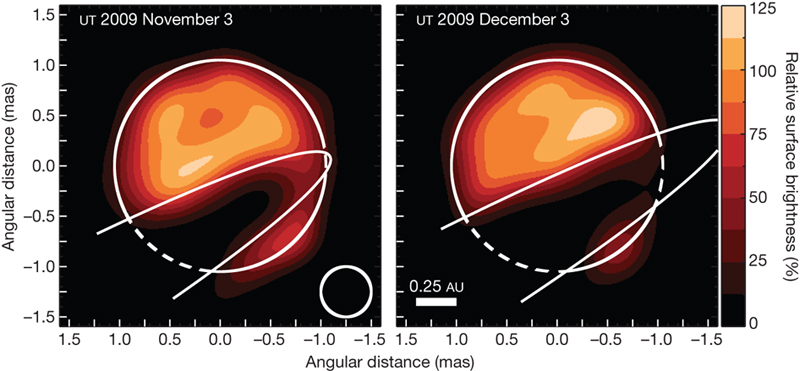 UT 2009 November 3
UT 2009 December 3
1.5
1.0
0.5
0.0
−0.5
−1.0
−1.5
Angular distance (mas)
1.5 1.0 0.5 0.0 −0.5 −1.0 −1.5
1.5 1.0 0.5 0.0 −0.5 −1.0 −1.5
Angular distance (mas)
0.25 AU
125
100
75
50
25
0
Relative surface brightness (%)